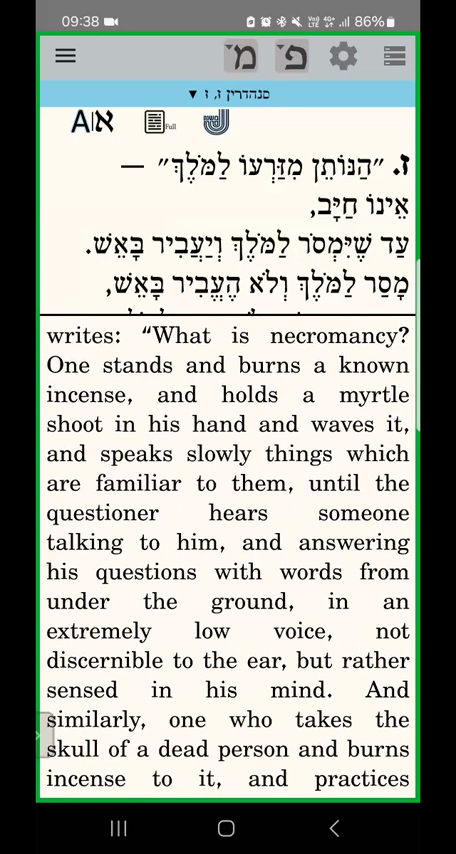 09:38 86%
מ׳ פ׳
סנהדרין ז, ז ▼
A|א Full
ז. ״הַנּוֹתֵן מִזַּרְעוֹ לַמֹּלֶךְ״ —
אֵינוֹ חַיָּב,
עַד שֶׁיִּמְסֹר לַמֹּלֶךְ וְיַעֲבִיר בָּאֵשׁ.
מָסַר לַמֹּלֶךְ וְלֹא הֶעֱבִיר בָּאֵשׁ,
writes: “What is necromancy?
One stands and burns a known
incense, and holds a myrtle
shoot in his hand and waves it,
and speaks slowly things which
are familiar to them, until the
questioner hears someone
talking to him, and answering
his questions with words from
under the ground, in an
extremely low voice, not
discernible to the ear, but rather
sensed in his mind. And
similarly, one who takes the
skull of a dead person and burns
incense to it, and practices